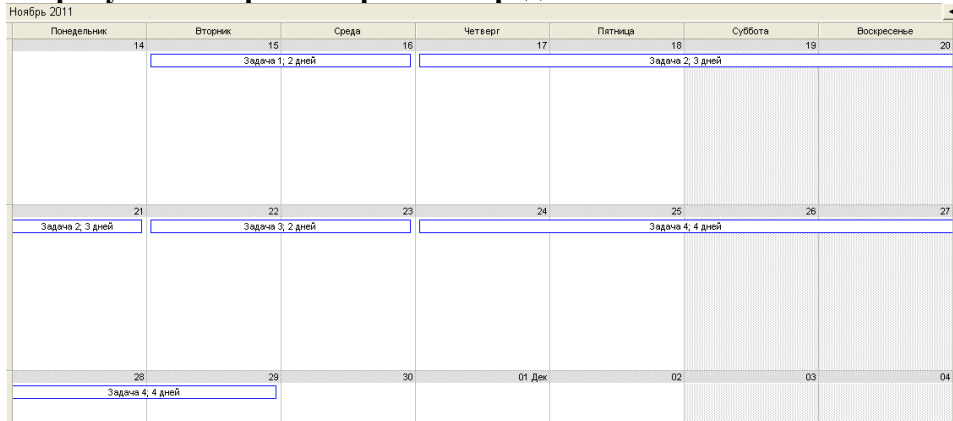 Ноябрь 2011
Понедельник Вторник Среда Четверг Пятница Суббота Воскресенье
14 15 16 17 18 19 20
Задача 1; 2 дней Задача 2; 3 дней
21 22 23 24 25 26 27
Задача 2; 3 дней Задача 3; 2 дней Задача 4; 4 дней
28 29 30 01 Дек 02 03 04
Задача 4; 4 дней